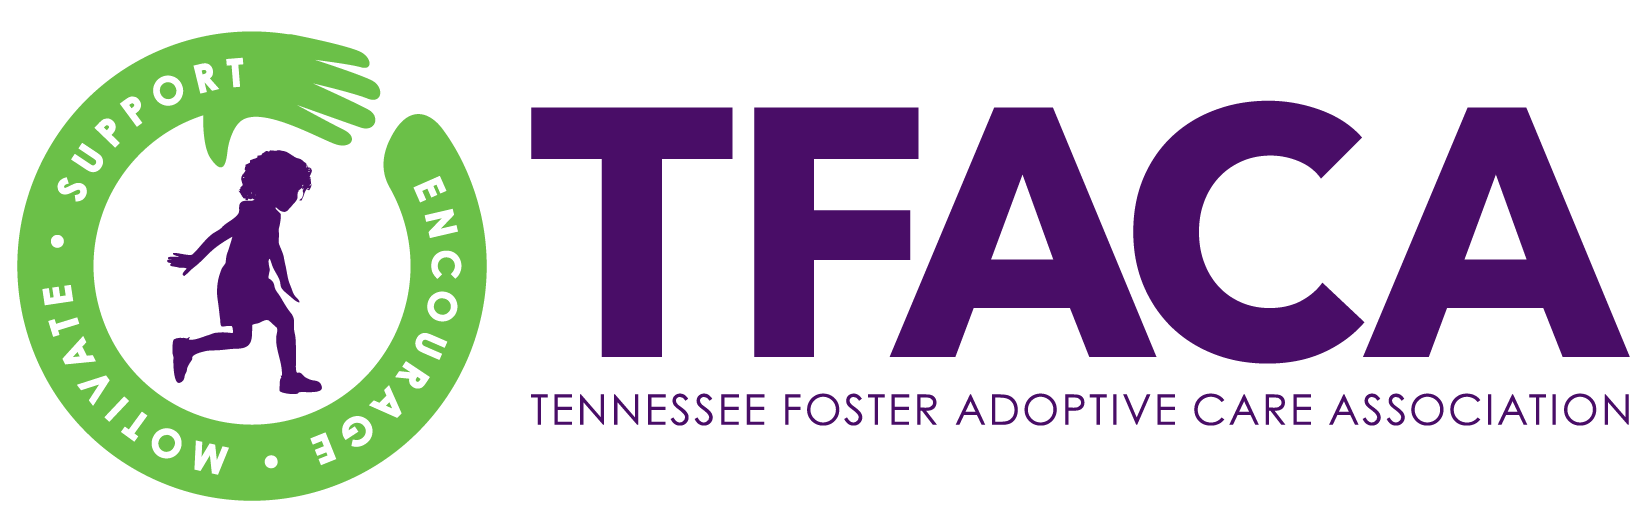 MOTIVATE • SUPPORT
ENCOURAGE •
TFACA
TENNESSEE FOSTER ADOPTIVE CARE ASSOCIATION